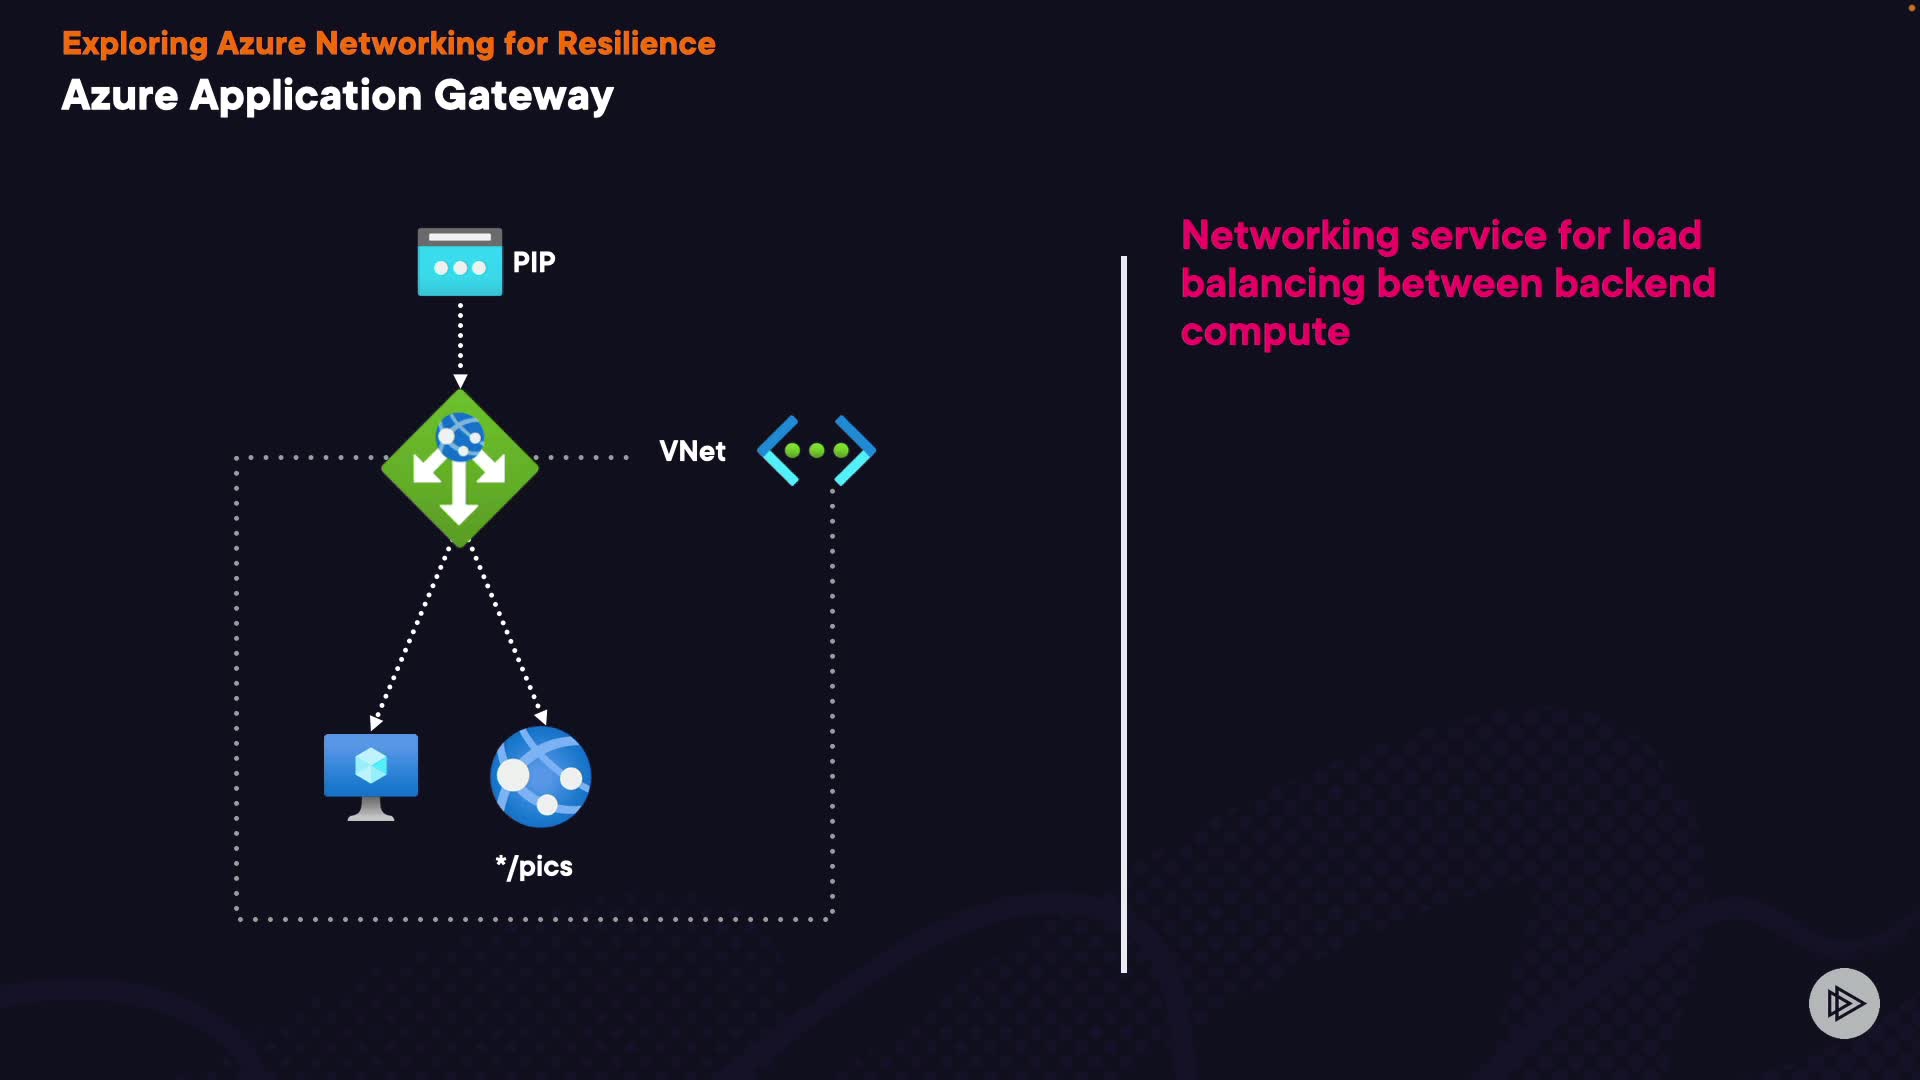 Exploring Azure Networking for Resilience
Azure Application Gateway
PIP
Networking service for load
balancing between backend
compute
VNet
*/pics